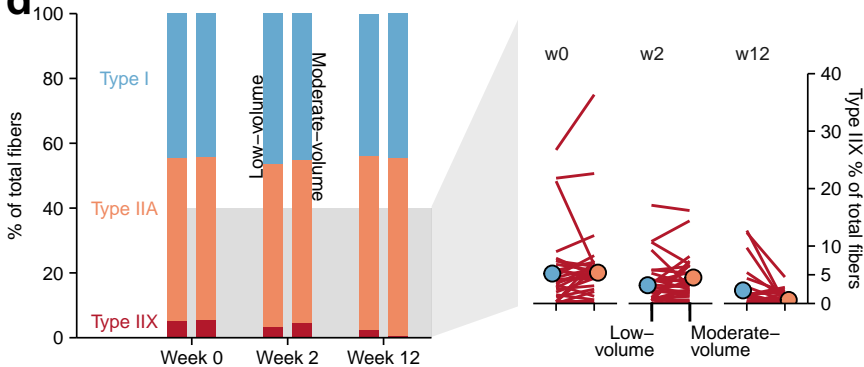 d
100
80
60
40
20
0
% of total fibers
Type I
Type IIA
Type IIX
Low−volume
Moderate−volume
Week 0
Week 2
Week 12
w0
w2
w12
40
30
20
10
5
0
Type IIX % of total fibers
Low−
volume
Moderate−
volume